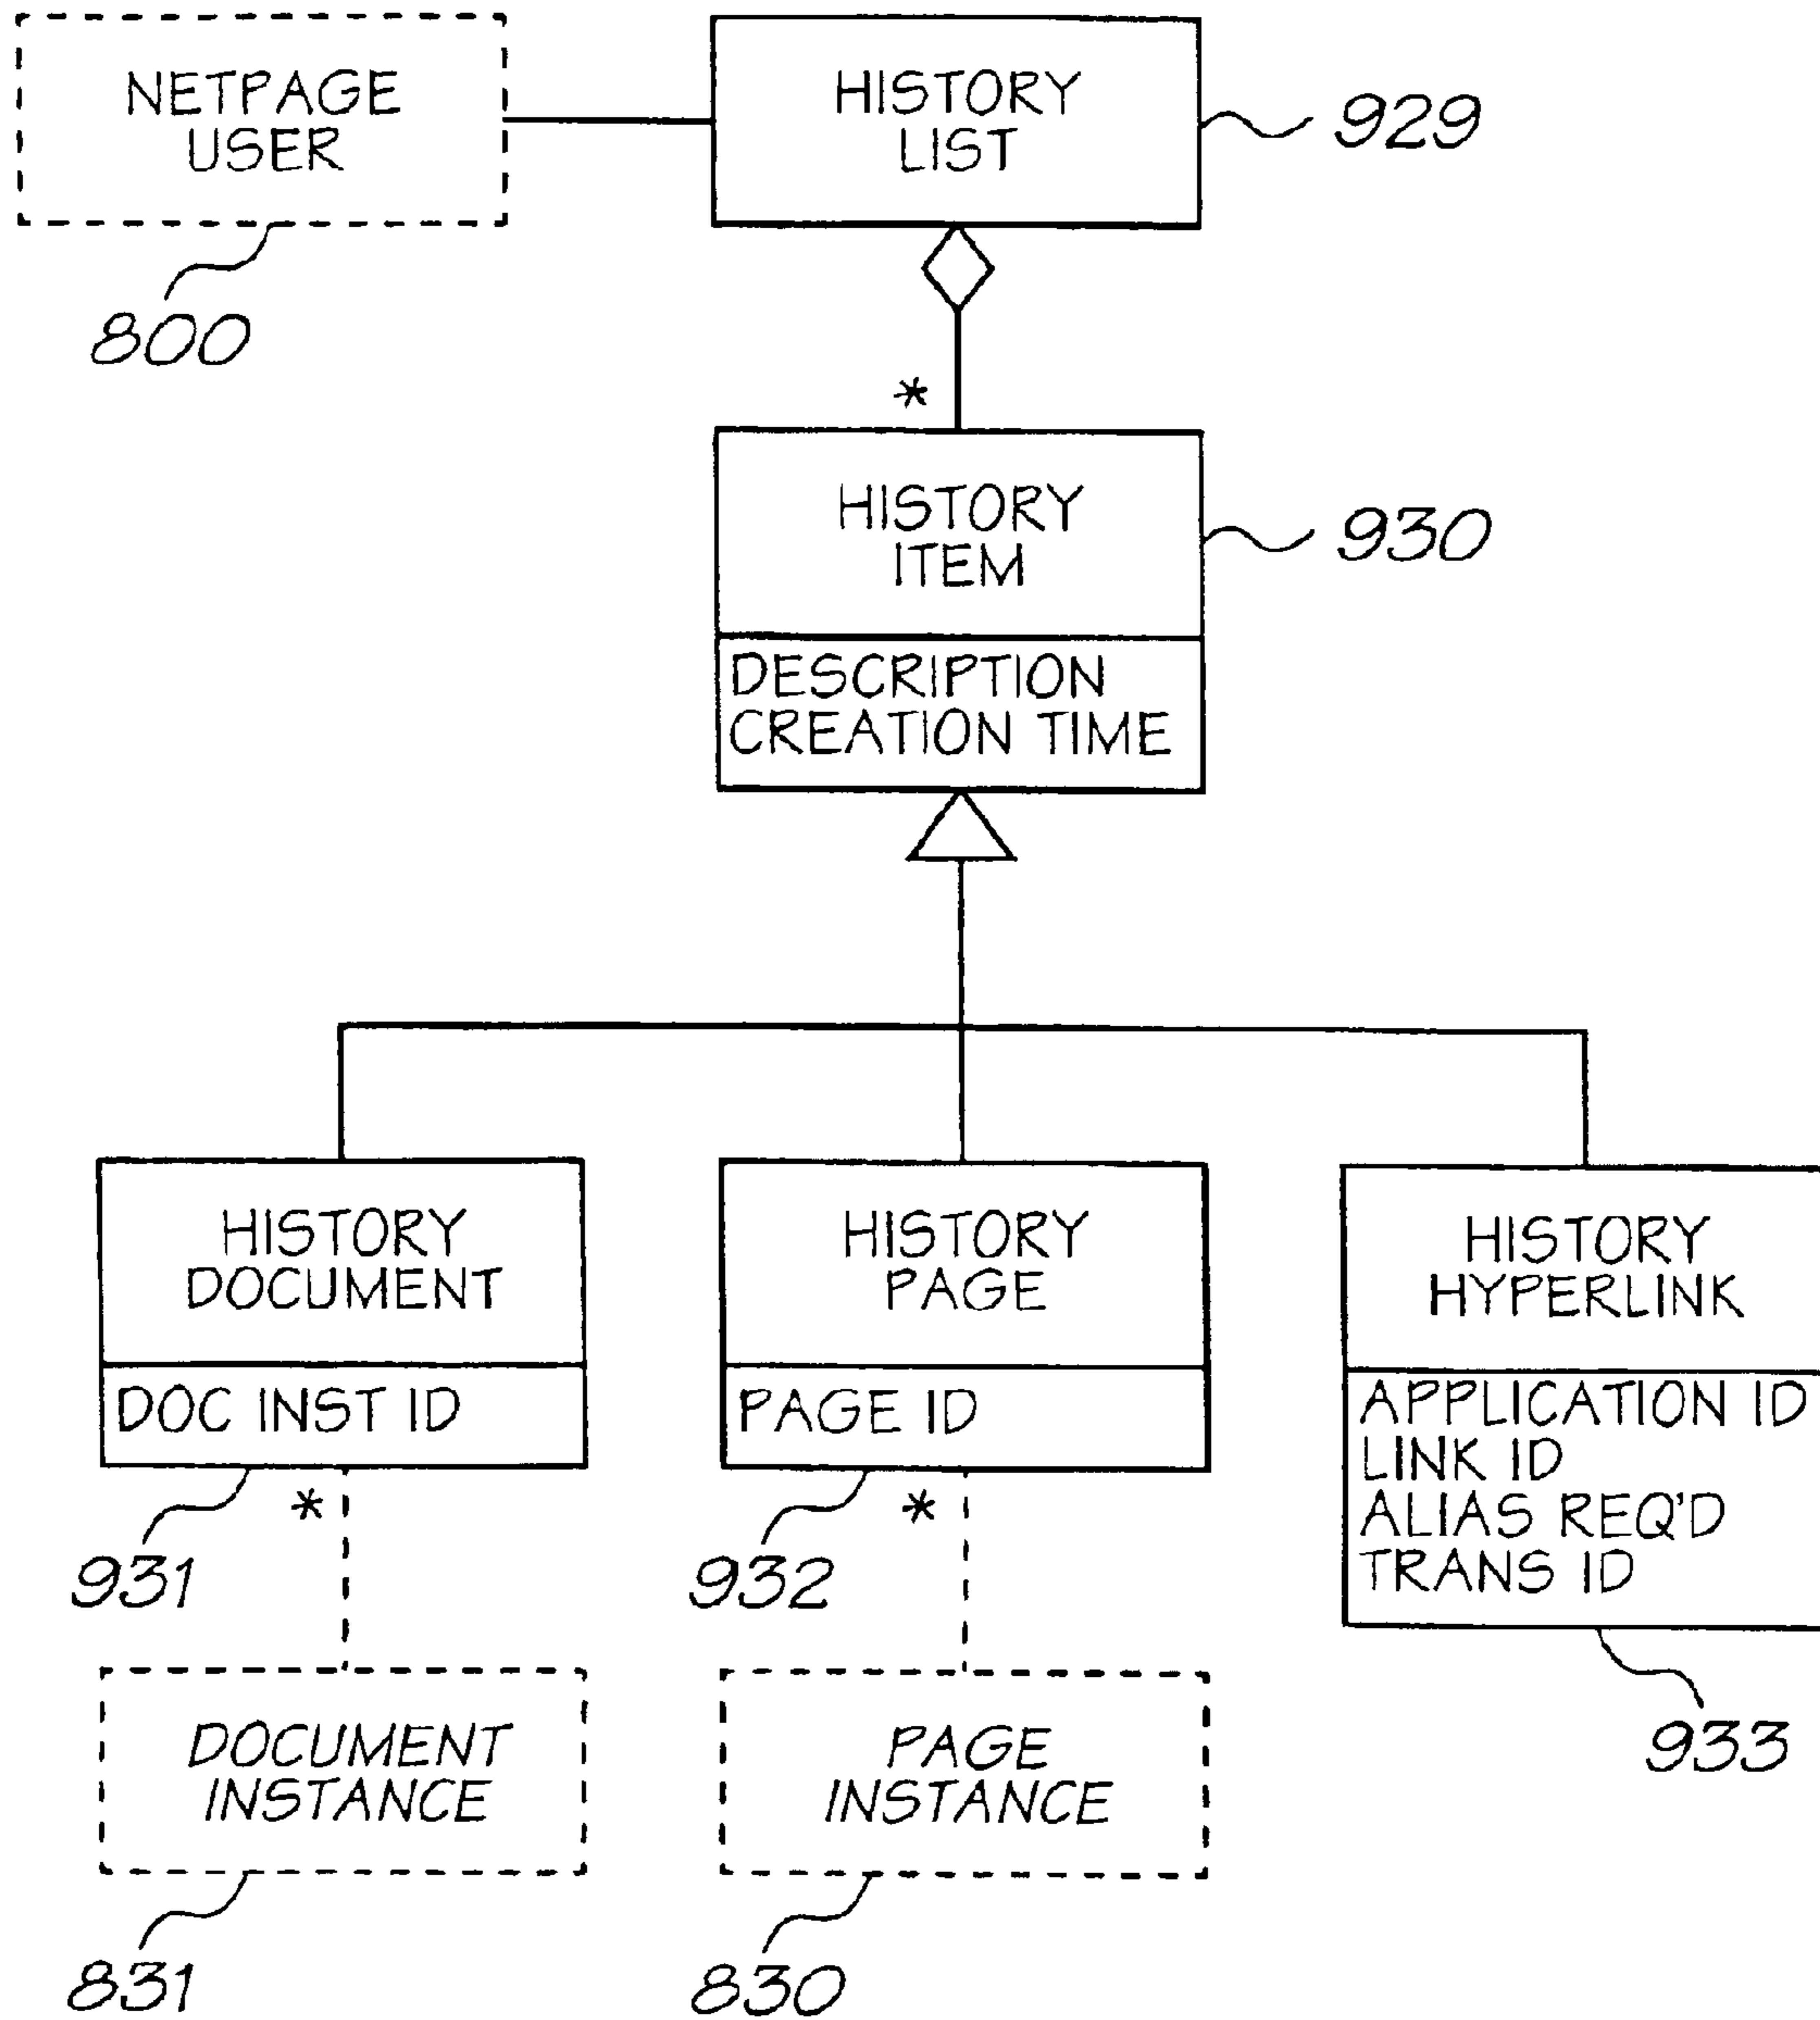 NETPAGE
USER
800
HISTORY
LIST
929
*
HISTORY
ITEM
930
DESCRIPTION
CREATION TIME
HISTORY
DOCUMENT
DOC INST ID
931
*
HISTORY
PAGE
PAGE ID
932
*
HISTORY
HYPERLINK
APPLICATION ID
LINK ID
ALIAS REQ'D
TRANS ID
933
DOCUMENT
INSTANCE
831
PAGE
INSTANCE
830